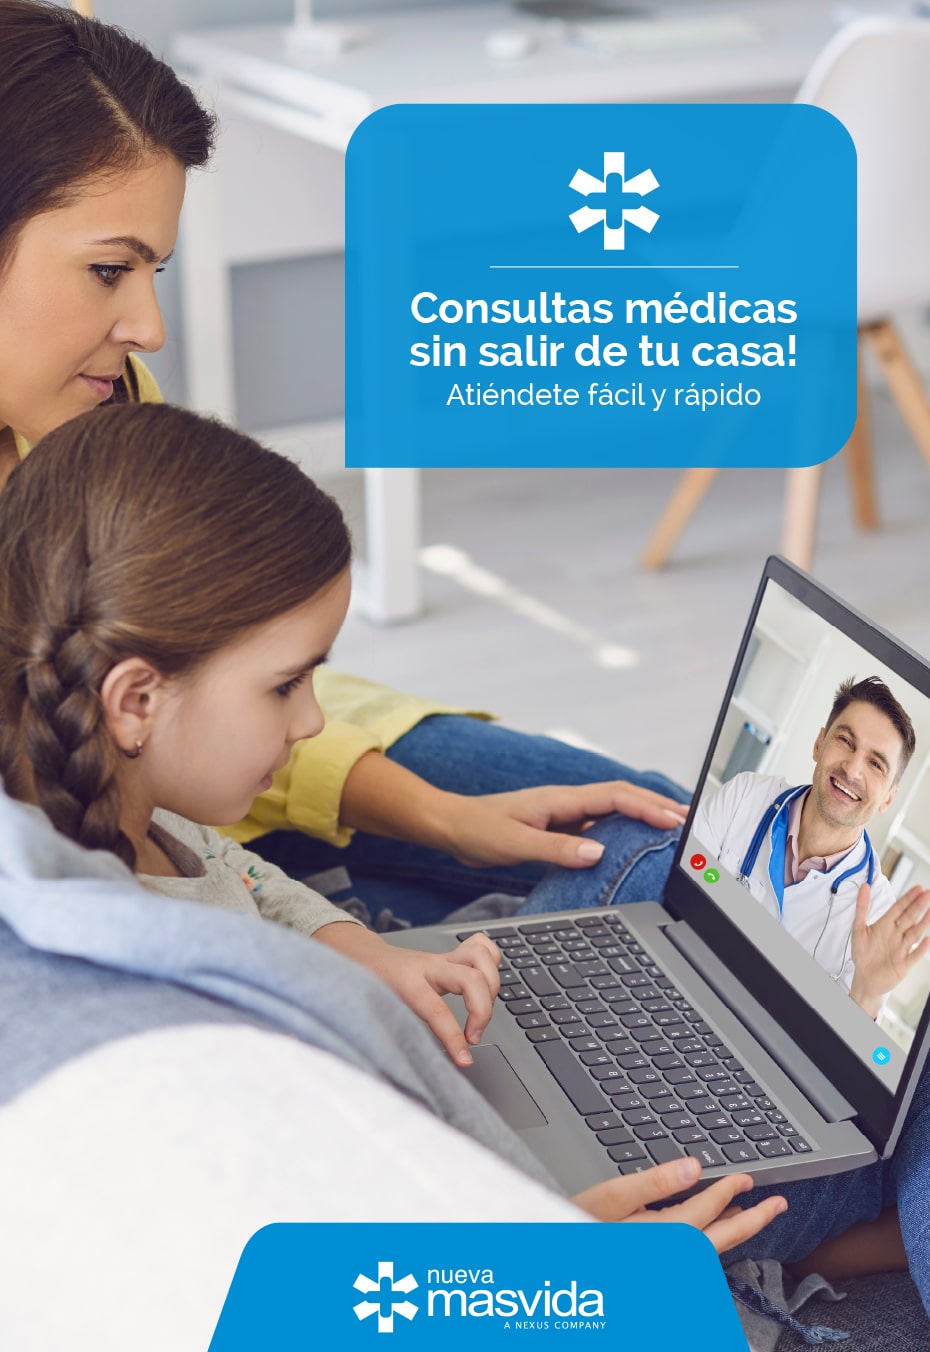 Consultas médicas
sin salir de tu casa!
Atiéndete fácil y rápido
nueva
masvida
A NEXUS COMPANY